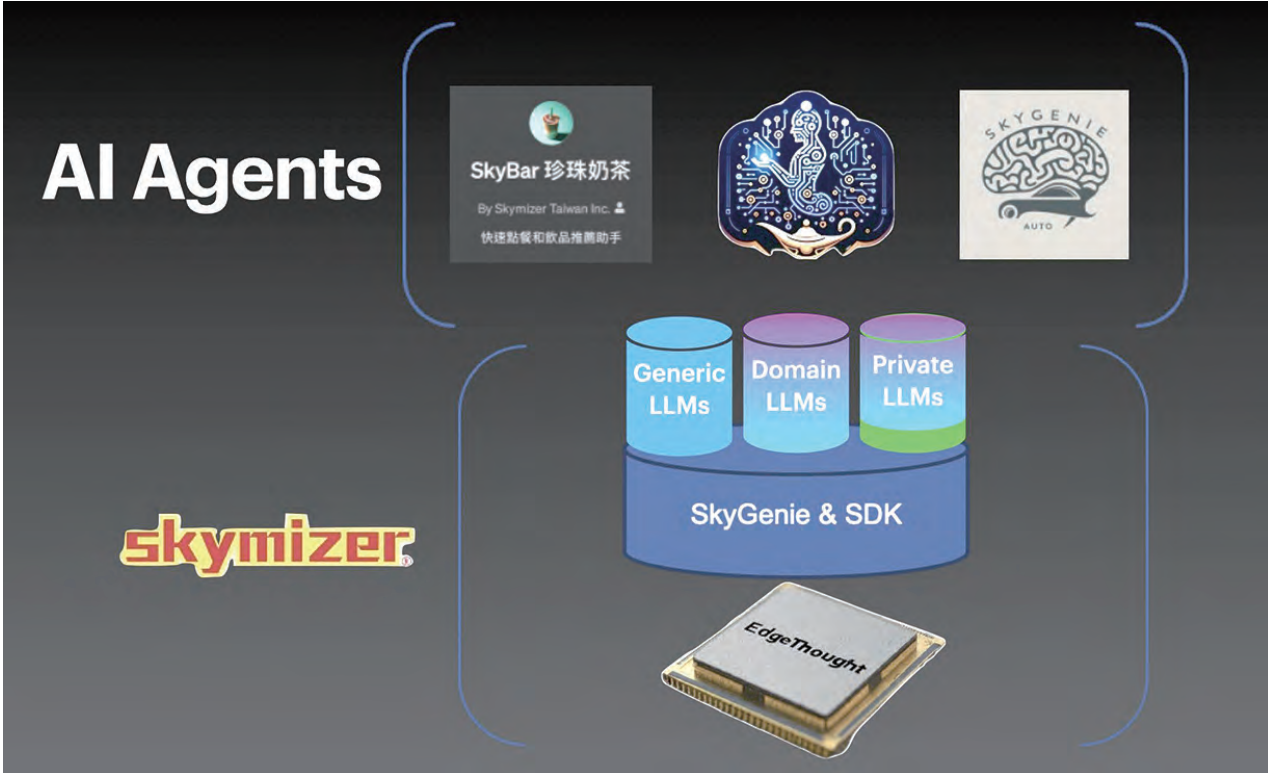 AI Agents
SkyBar 珍珠奶茶
By Skymizer Taiwan Inc.
快速點餐和飲品推薦助手
SKYGENIE
AUTO
Generic
LLMs
Domain
LLMs
Private
LLMs
SkyGenie & SDK
skymizer®
EdgeThought